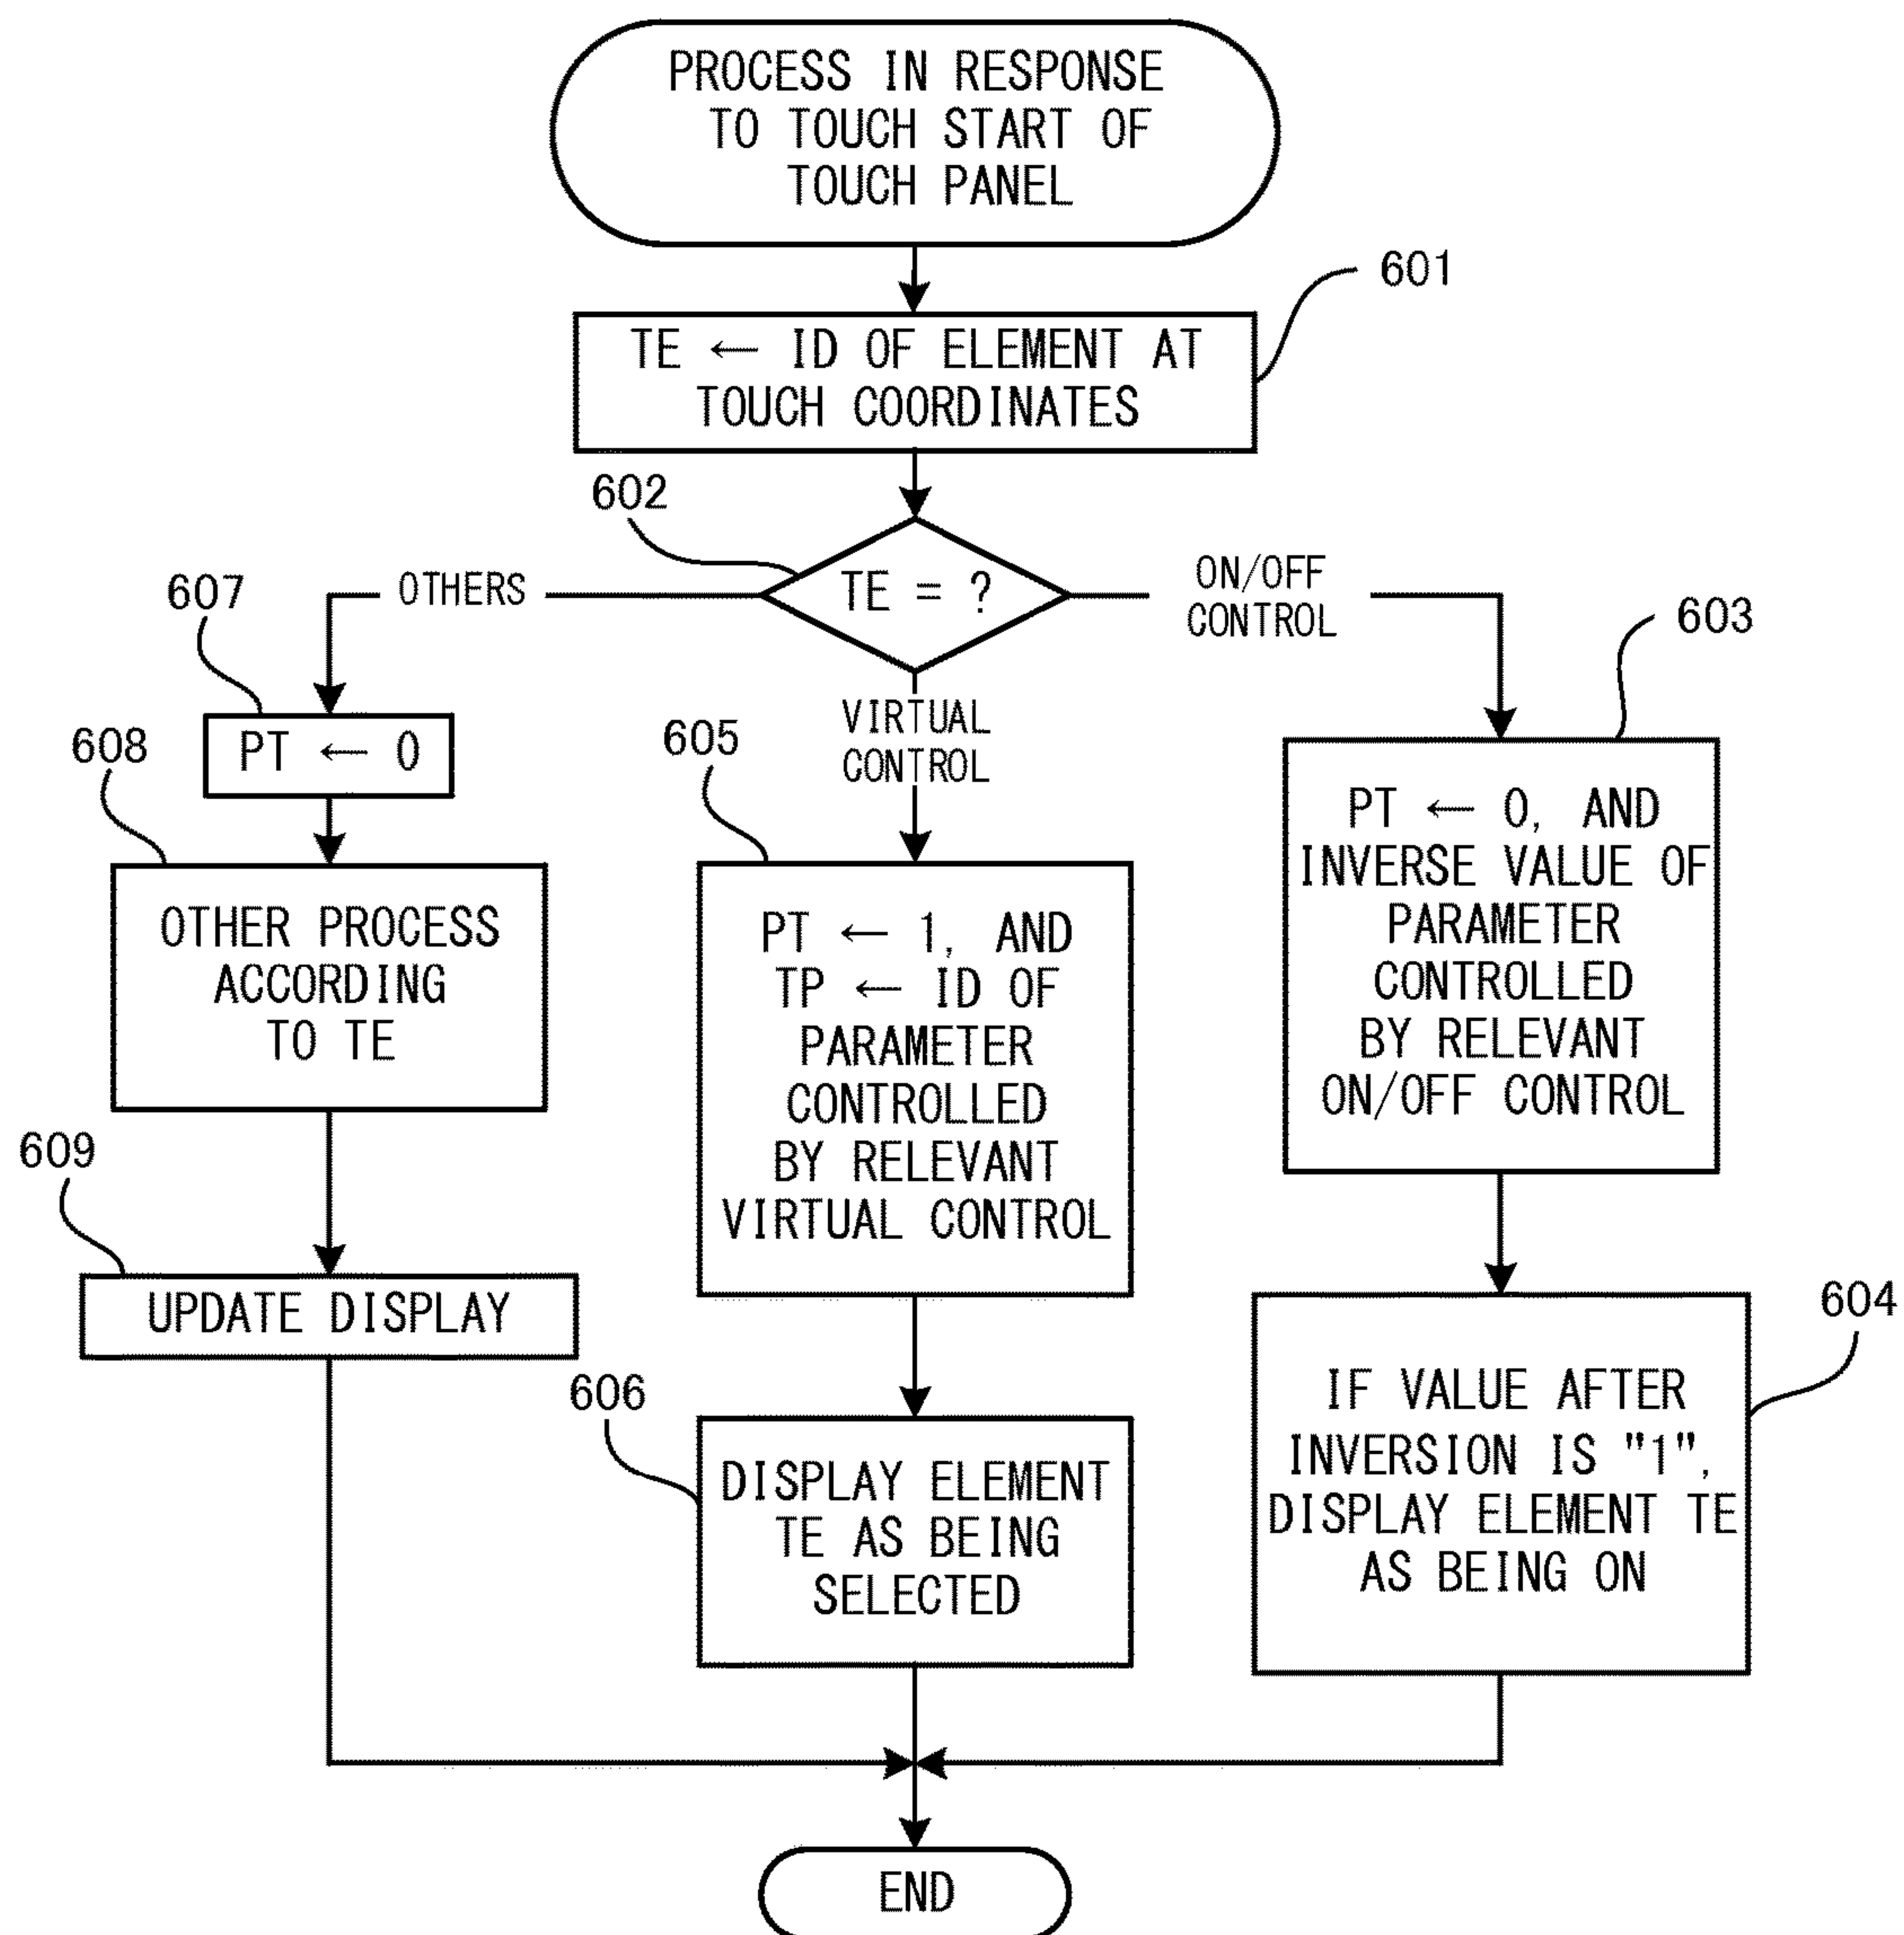 PROCESS IN RESPONSE
TO TOUCH START OF
TOUCH PANEL
601
TE ← ID OF ELEMENT AT
TOUCH COORDINATES
602
TE = ?
OTHERS
ON/OFF
CONTROL
VIRTUAL
CONTROL
607
PT ← 0
608
OTHER PROCESS
ACCORDING
TO TE
609
UPDATE DISPLAY
605
PT ← 1, AND
TP ← ID OF
PARAMETER
CONTROLLED
BY RELEVANT
VIRTUAL CONTROL
606
DISPLAY ELEMENT
TE AS BEING
SELECTED
603
PT ← 0, AND
INVERSE VALUE OF
PARAMETER
CONTROLLED
BY RELEVANT
ON/OFF CONTROL
604
IF VALUE AFTER
INVERSION IS "1",
DISPLAY ELEMENT TE
AS BEING ON
END